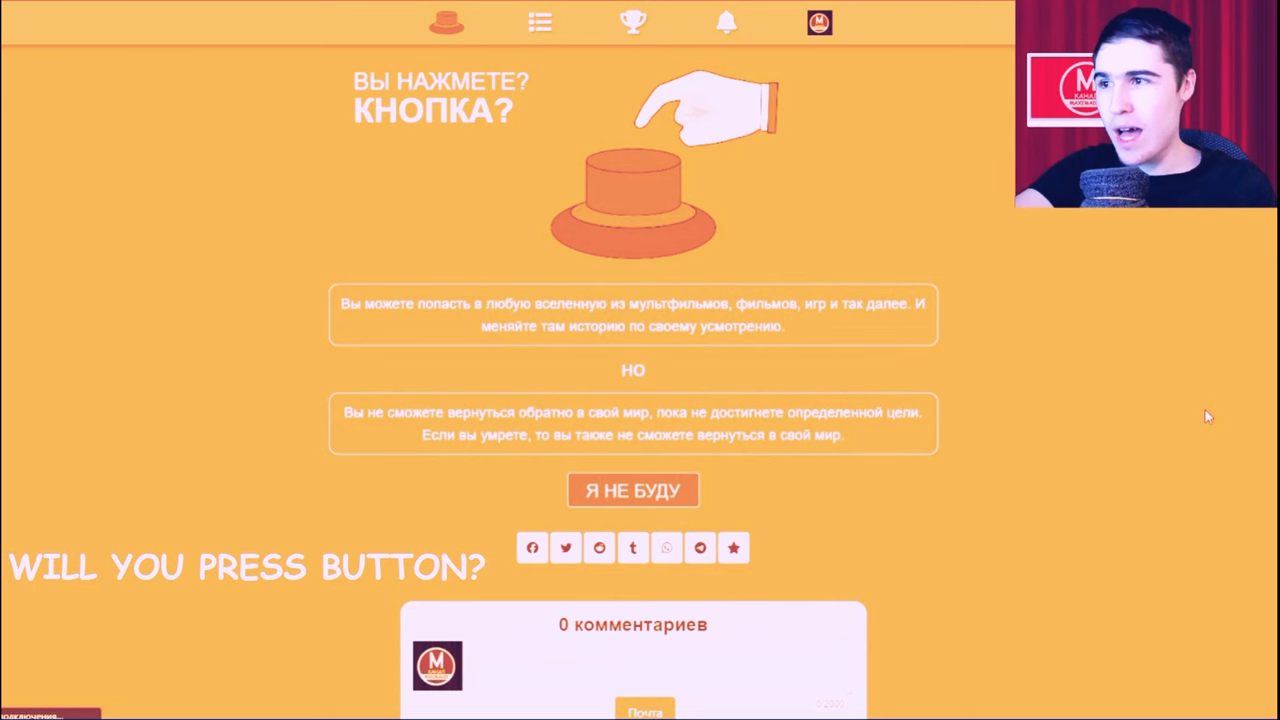 ВЫ НАЖМЕТЕ?
КНОПКА?
М
КАНАЛ
Вы можете попасть в любую вселенную из мультфильмов, фильмов, игр и так далее. И
меняйте там историю по своему усмотрению.
НО
Вы не сможете вернуться обратно в свой мир, пока не достигнете определенной цели.
Если вы умрете, то вы также не сможете вернуться в свой мир.
Я НЕ БУДУ
WILL YOU PRESS BUTTON?
0 комментариев
М
КАНАЛ
Почта